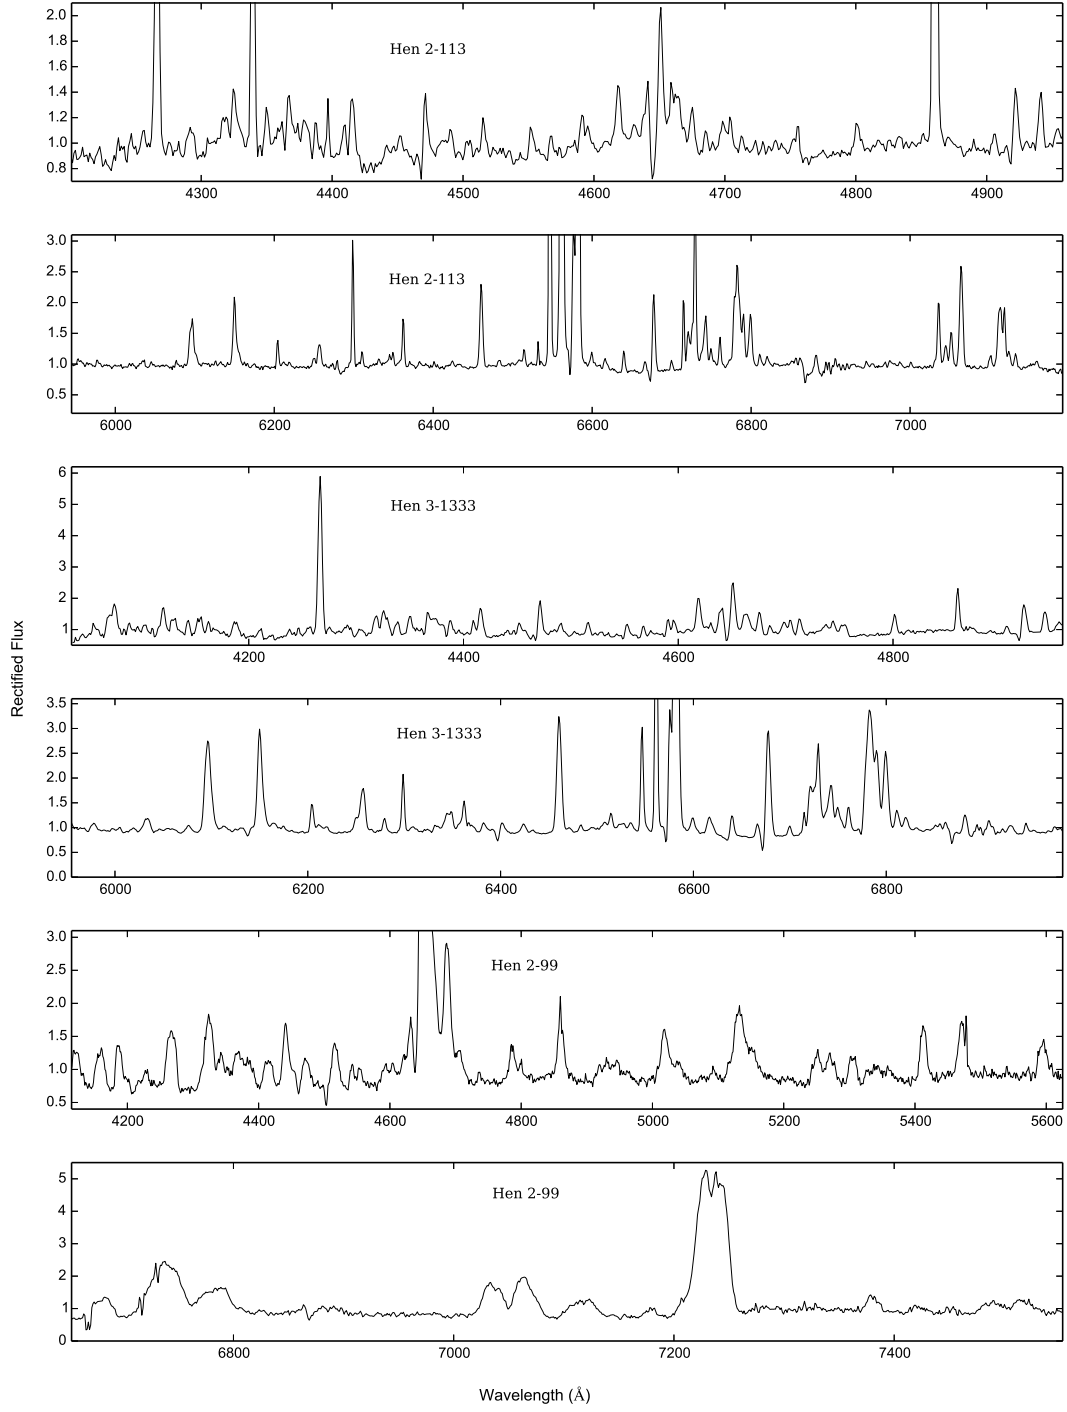 2.0
1.8
1.6
1.4
1.2
1.0
0.8
Hen 2-113
4300 4400 4500 4600 4700 4800 4900
3.0
2.5
2.0
1.5
1.0
0.5
Hen 2-113
6000 6200 6400 6600 6800 7000
6
5
4
3
2
1
Hen 3-1333
4200 4400 4600 4800
Rectified Flux
3.5
3.0
2.5
2.0
1.5
1.0
0.5
0.0
Hen 3-1333
6000 6200 6400 6600 6800
3.0
2.5
2.0
1.5
1.0
0.5
Hen 2-99
4200 4400 4600 4800 5000 5200 5400 5600
5
4
3
2
1
0
Hen 2-99
6800 7000 7200 7400
Wavelength (Å)